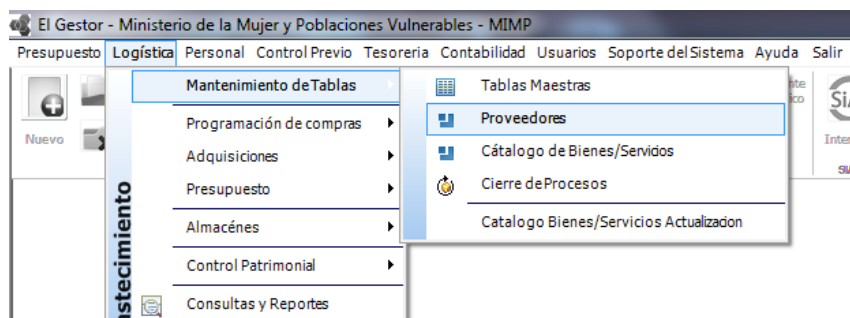 El Gestor - Ministerio de la Mujer y Poblaciones Vulnerables - MIMP
Presupuesto Logística Personal Control Previo Tesoreria Contabilidad Usuarios Soporte del Sistema Ayuda Salir
Nuevo
Mantenimiento de Tablas
Programación de compras
Adquisiciones
Presupuesto
Almacénes
Control Patrimonial
Consultas y Reportes
Tablas Maestras
Proveedores
Cátalogo de Bienes/Servicios
Cierre de Procesos
Catalogo Bienes/Servicios Actualizacion